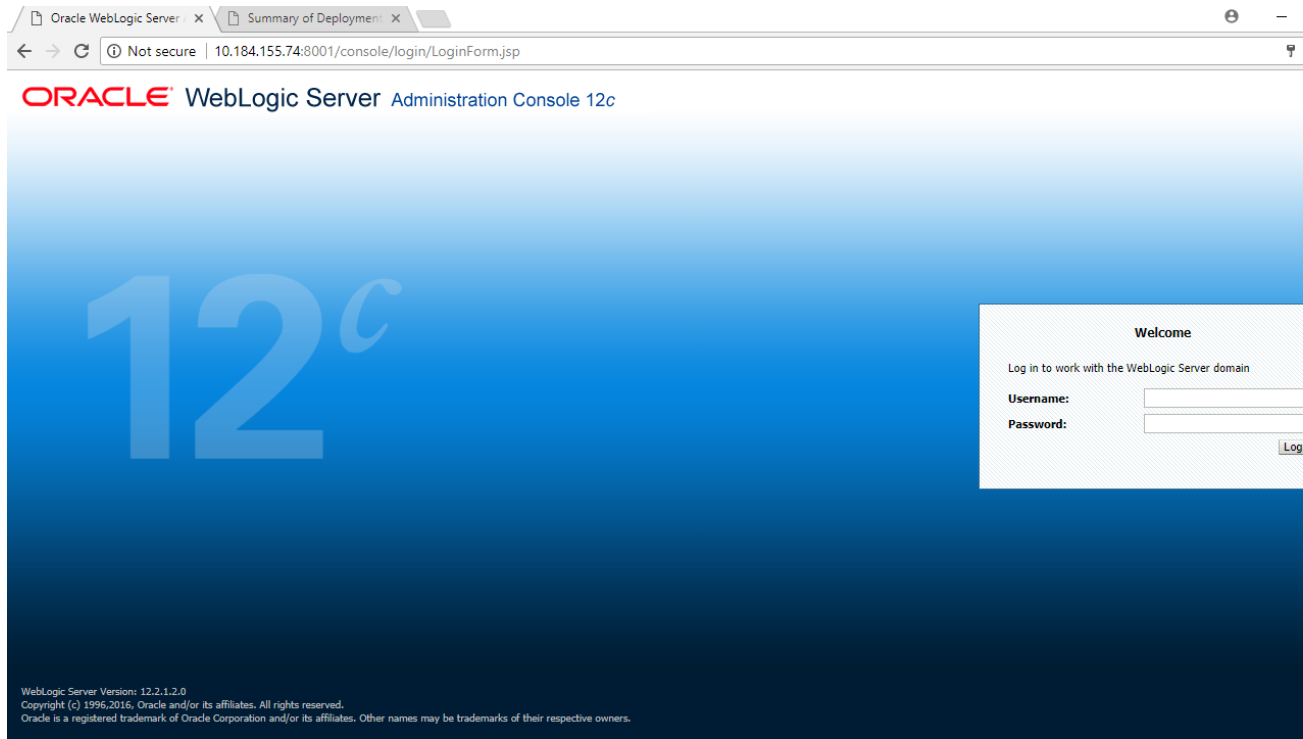 Oracle WebLogic Server
Summary of Deployment
Not secure | 10.184.155.74:8001/console/login/LoginForm.jsp
ORACLE WebLogic Server Administration Console 12c
12c
Welcome
Log in to work with the WebLogic Server domain
Username:
Password:
Log
WebLogic Server Version: 12.2.1.2.0
Copyright (c) 1996,2016, Oracle and/or its affiliates. All rights reserved.
Oracle is a registered trademark of Oracle Corporation and/or its affiliates. Other names may be trademarks of their respective owners.